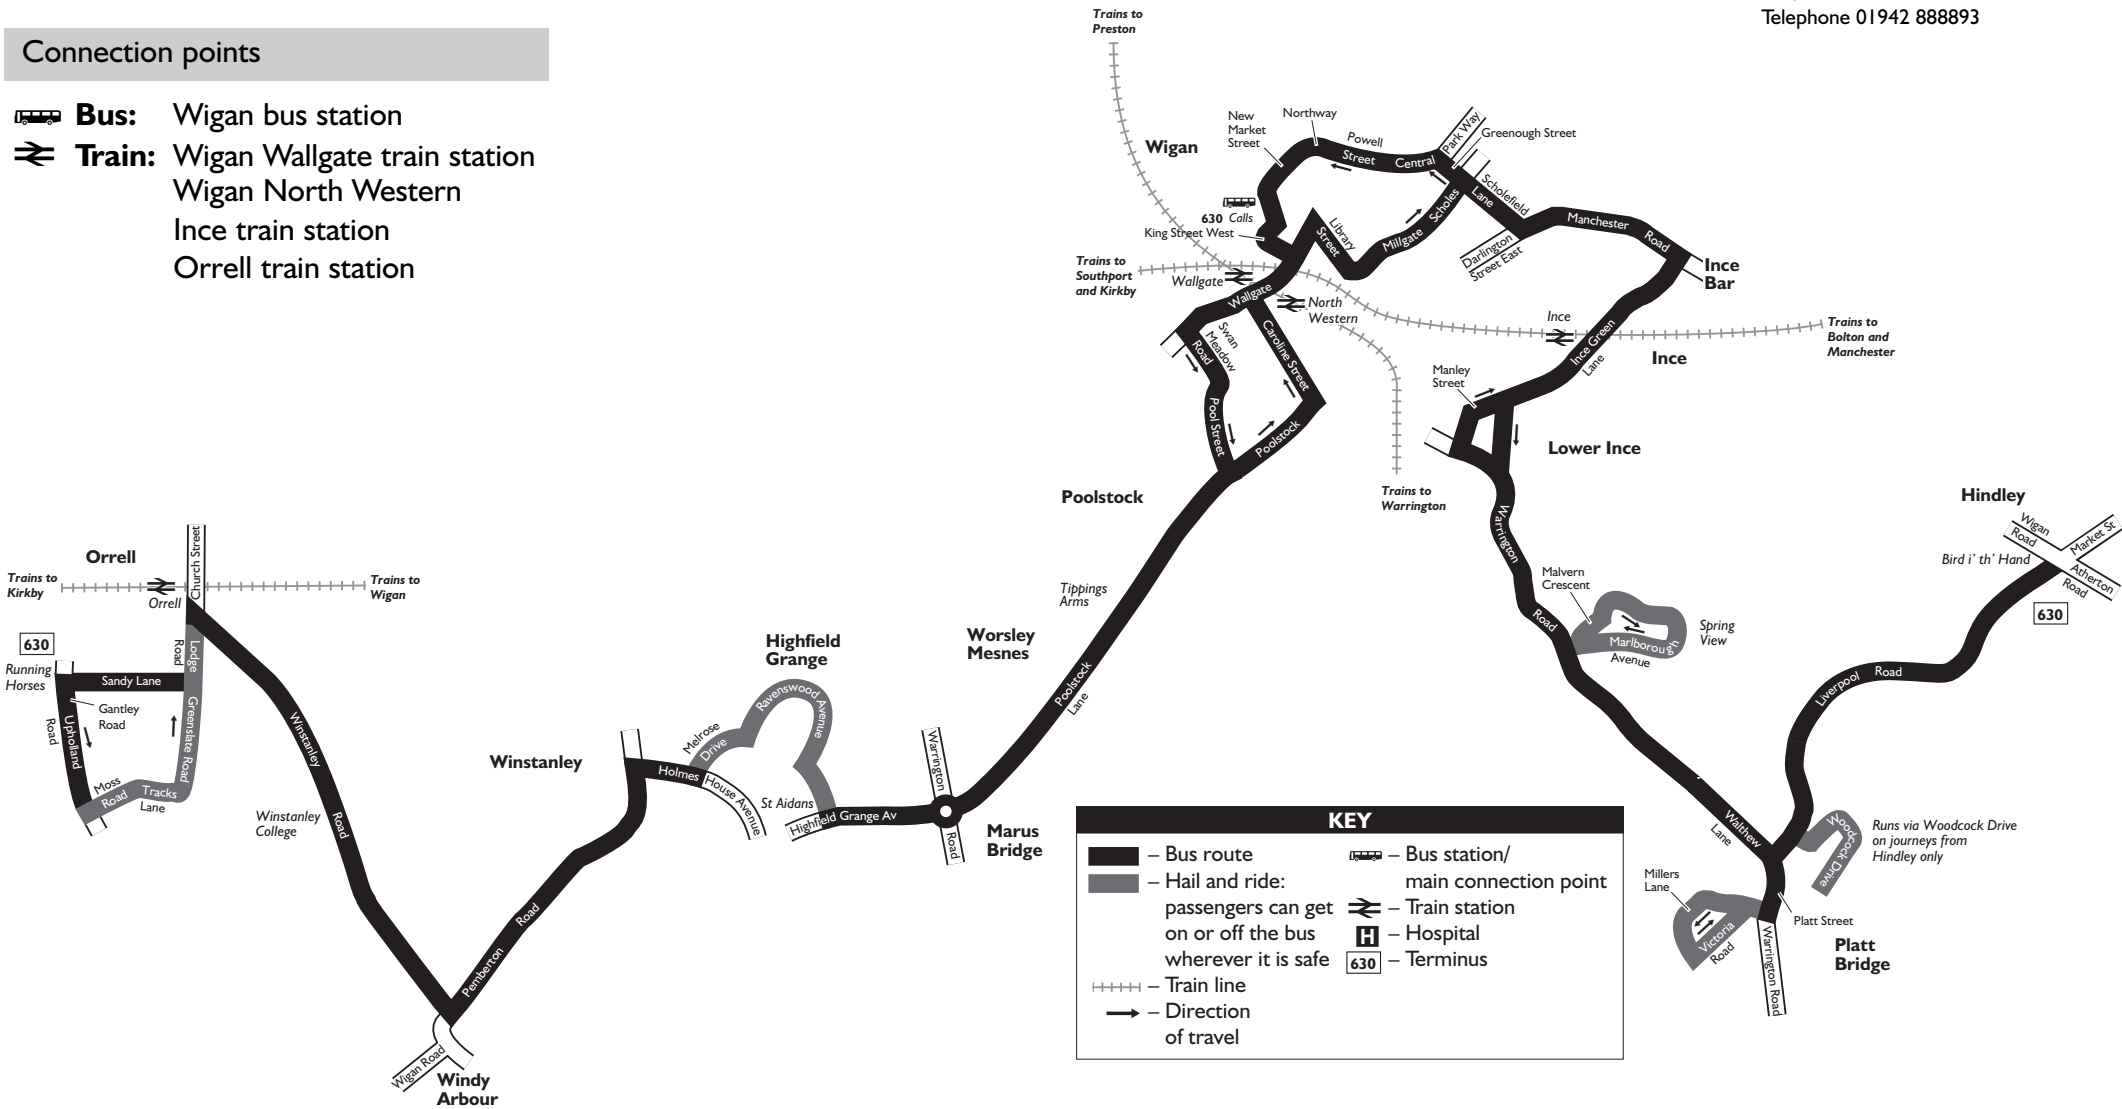 Telephone 01942 888893
Connection points
Bus: Wigan bus station
Train: Wigan Wallgate train station
Wigan North Western
Ince train station
Orrell train station
Trains to
Preston
Wigan
New
Market
Street
Northway
Powell
Street
Central
Park Way
Greenough Street
Scholefield
Lane
Scholes
Millgate
Library
Street
630 Calls
King Street West
Darlington
Street East
Manchester
Road
Ince
Bar
Trains to
Southport
and Kirkby
Wallgate
Wallgate
North
Western
Swan
Meadow
Road
Caroline Street
Pool Street
Poolstock
Ince
Ince Green
Lane
Ince
Trains to
Bolton and
Manchester
Manley
Street
Lower Ince
Trains to
Warrington
Poolstock
Warrington
Road
Hindley
Wigan
Road
Market St
Bird i' th' Hand
Atherton
Road
630
Malvern
Crescent
Marlborough
Avenue
Spring
View
Liverpool
Road
Orrell
Church Street
Trains to
Kirkby
Orrell
Trains to
Wigan
630
Running
Horses
Sandy Lane
Lodge
Road
Gantley
Road
Upholland
Road
Greenslate Road
Moss
Road
Tracks
Lane
Winstanley
Road
Winstanley
College
Tippings
Arms
Worsley
Mesnes
Poolstock
Lane
Highfield
Grange
Ravenswood
Avenue
Melrose
Drive
Winstanley
Holmes
House Avenue
St Aidans
Highfield Grange Av
Warrington
Road
Marus
Bridge
Pemberton
Road
Wigan Road
Windy
Arbour
Walthew
Lane
Woodcock Drive
Runs via Woodcock Drive
on journeys from
Hindley only
Millers
Lane
Victoria
Road
Platt Street
Warrington Road
Platt
Bridge
KEY
– Bus route
– Hail and ride:
passengers can get
on or off the bus
wherever it is safe
– Train line
– Direction
of travel
– Bus station/
main connection point
– Train station
H – Hospital
630 – Terminus